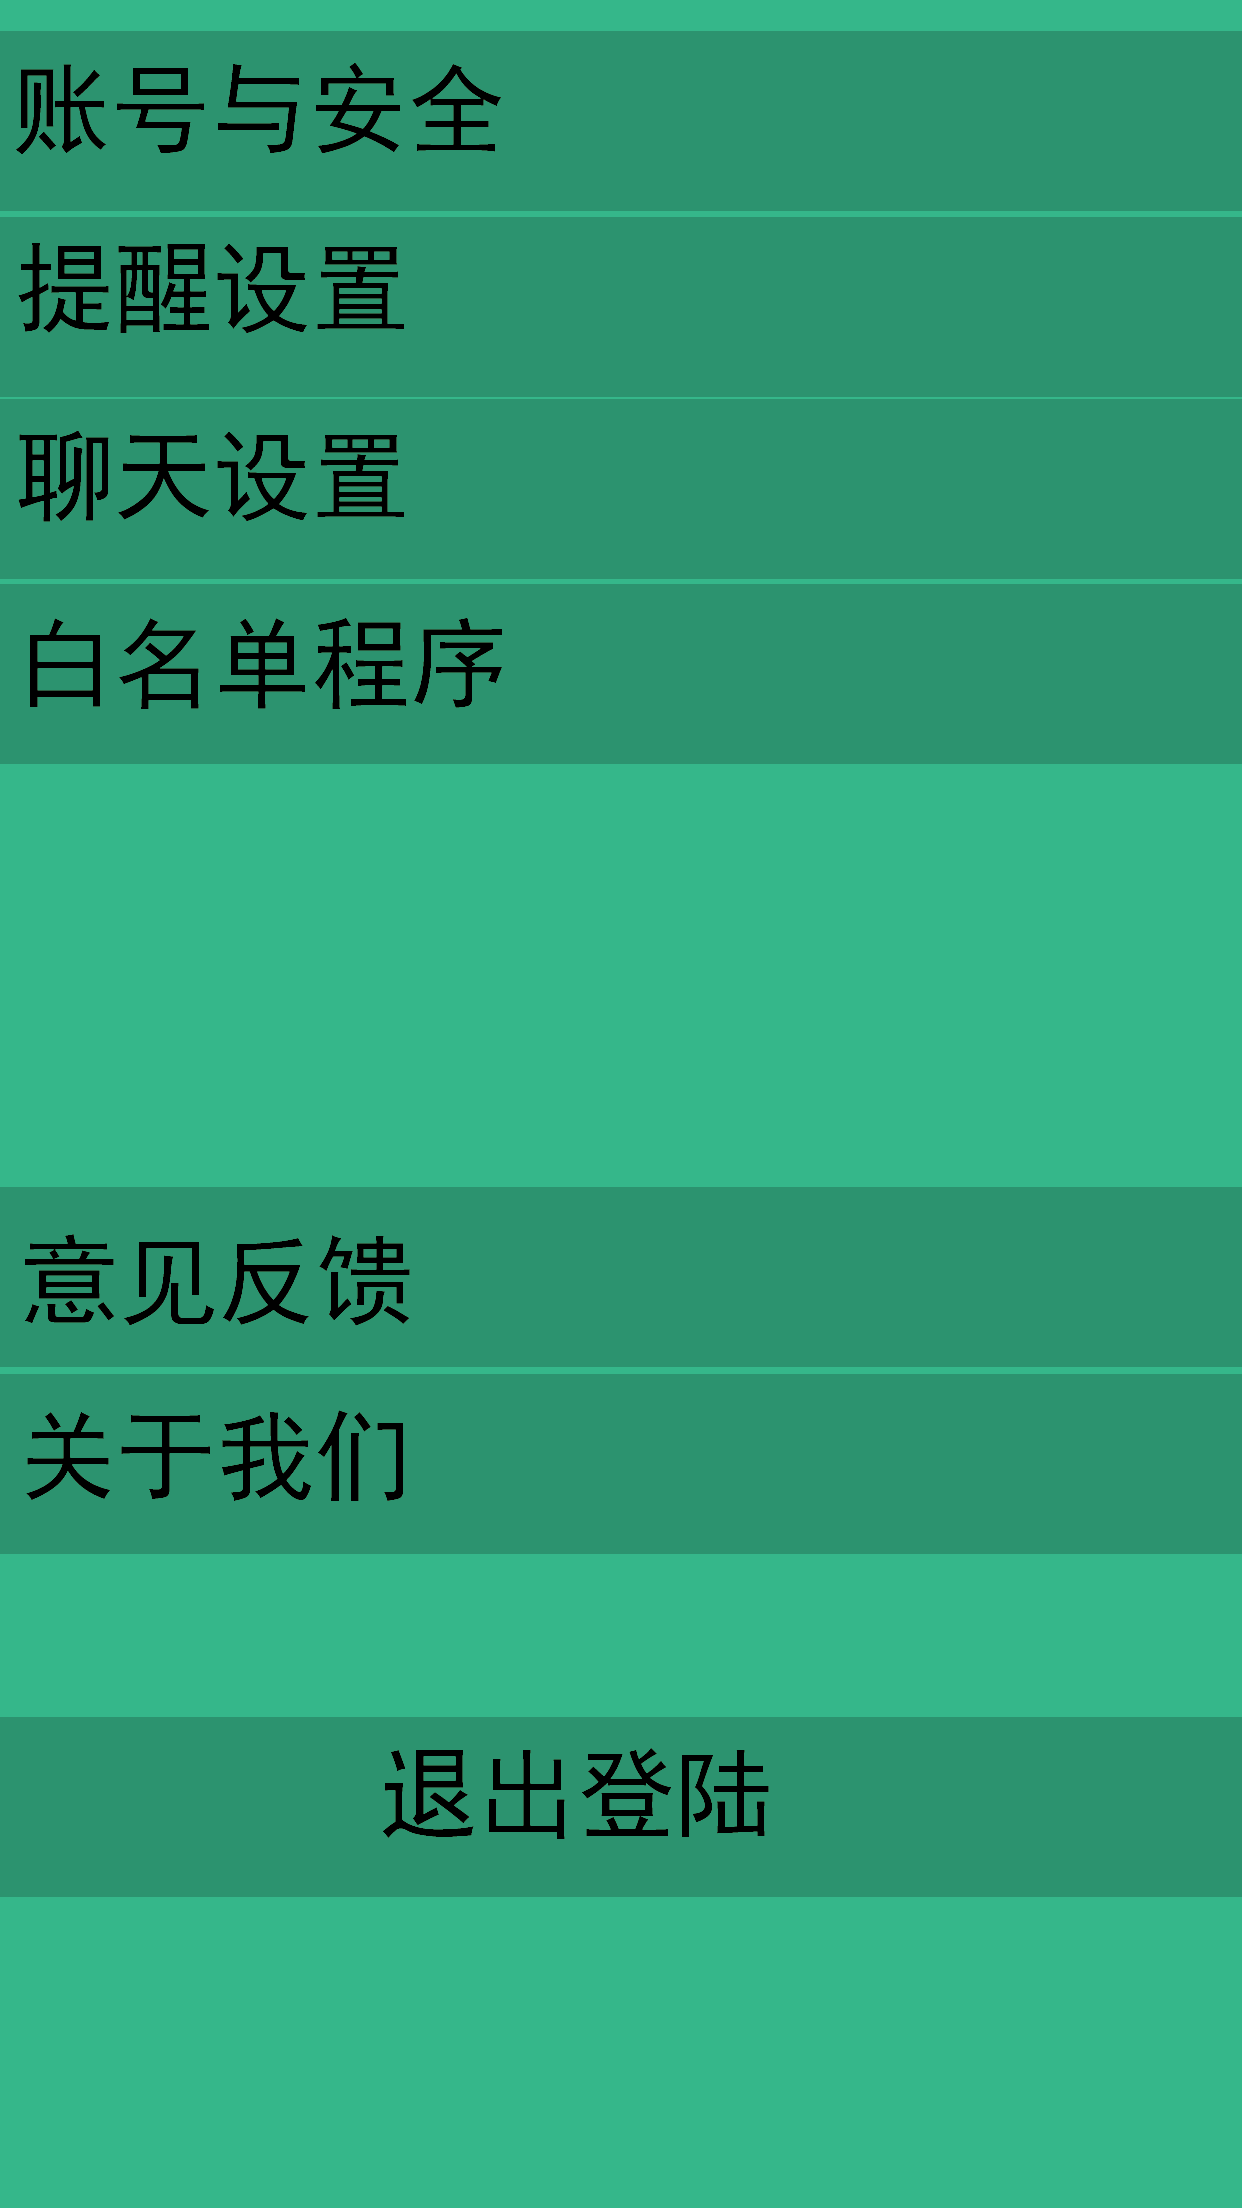 账号与安全
提醒设置
聊天设置
白名单程序
意见反馈
关于我们
退出登陆